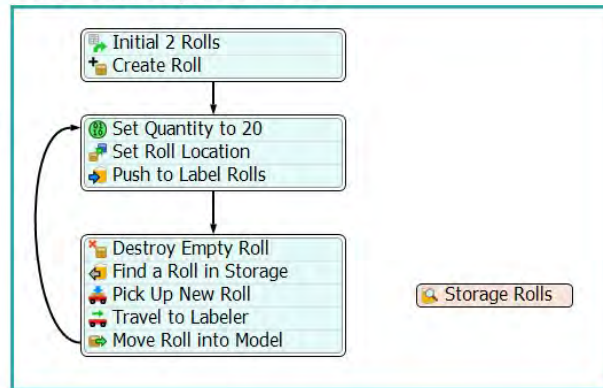 Initial 2 Rolls
Create Roll
Set Quantity to 20
Set Roll Location
Push to Label Rolls
Destroy Empty Roll
Find a Roll in Storage
Pick Up New Roll
Travel to Labeler
Move Roll into Model
Storage Rolls